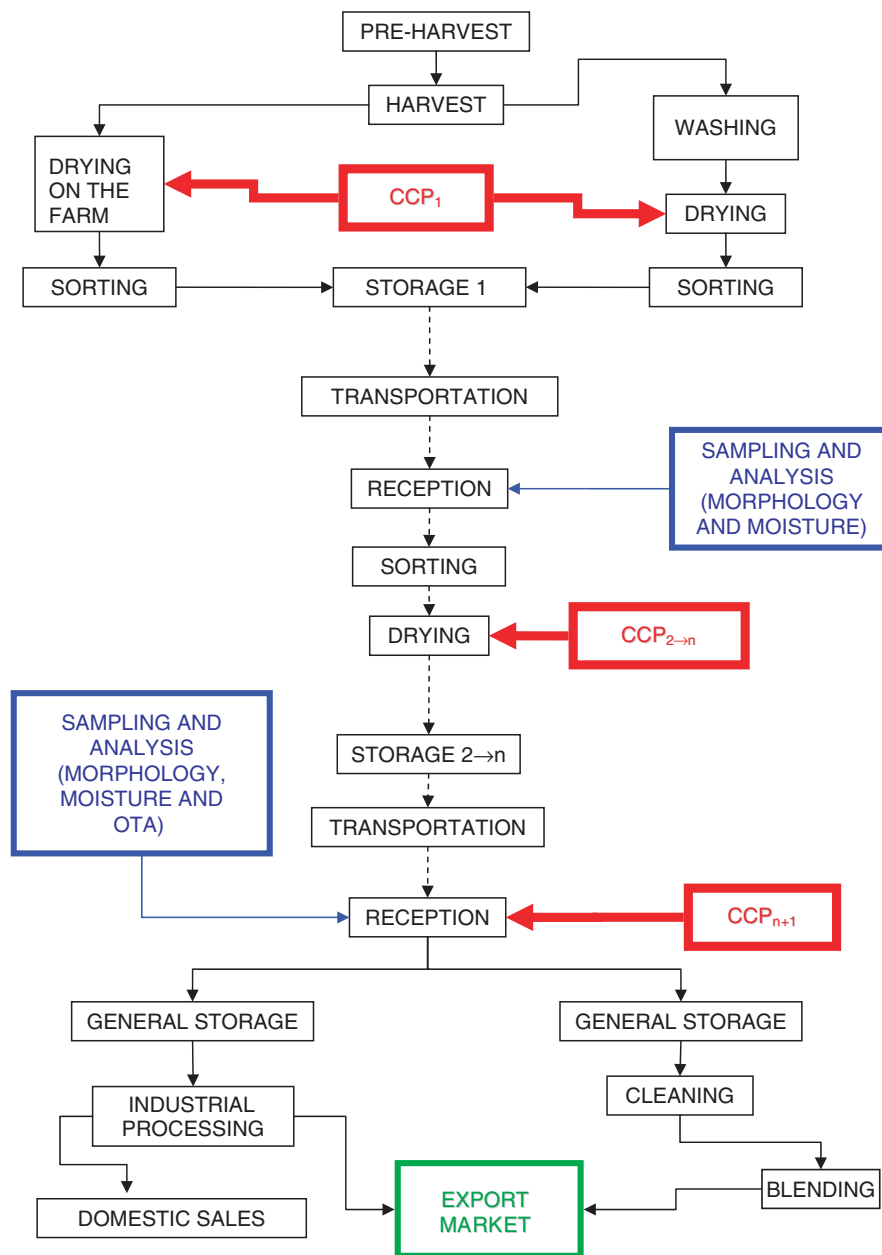 PRE-HARVEST
HARVEST
WASHING
DRYING
ON THE
FARM
CCP₁
DRYING
SORTING
STORAGE 1
SORTING
TRANSPORTATION
RECEPTION
SAMPLING AND
ANALYSIS
(MORPHOLOGY
AND MOISTURE)
SORTING
DRYING
CCP₂→ₙ
SAMPLING AND
ANALYSIS
(MORPHOLOGY,
MOISTURE AND
OTA)
STORAGE 2→n
TRANSPORTATION
RECEPTION
CCPₙ₊₁
GENERAL STORAGE
GENERAL STORAGE
INDUSTRIAL
PROCESSING
CLEANING
DOMESTIC SALES
EXPORT
MARKET
BLENDING